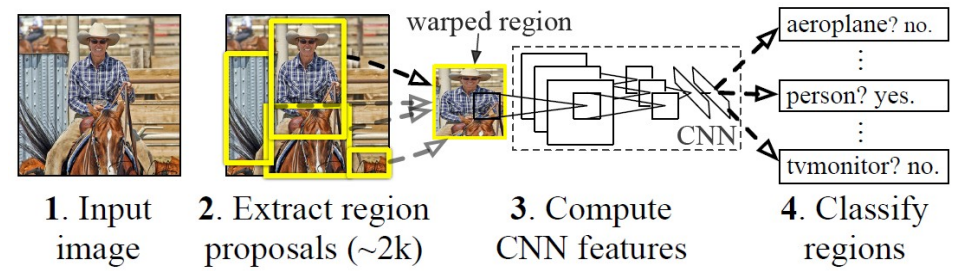 warped region
aeroplane? no.
person? yes.
CNN
tvmonitor? no.
1. Input
image
2. Extract region
proposals (~2k)
3. Compute
CNN features
4. Classify
regions